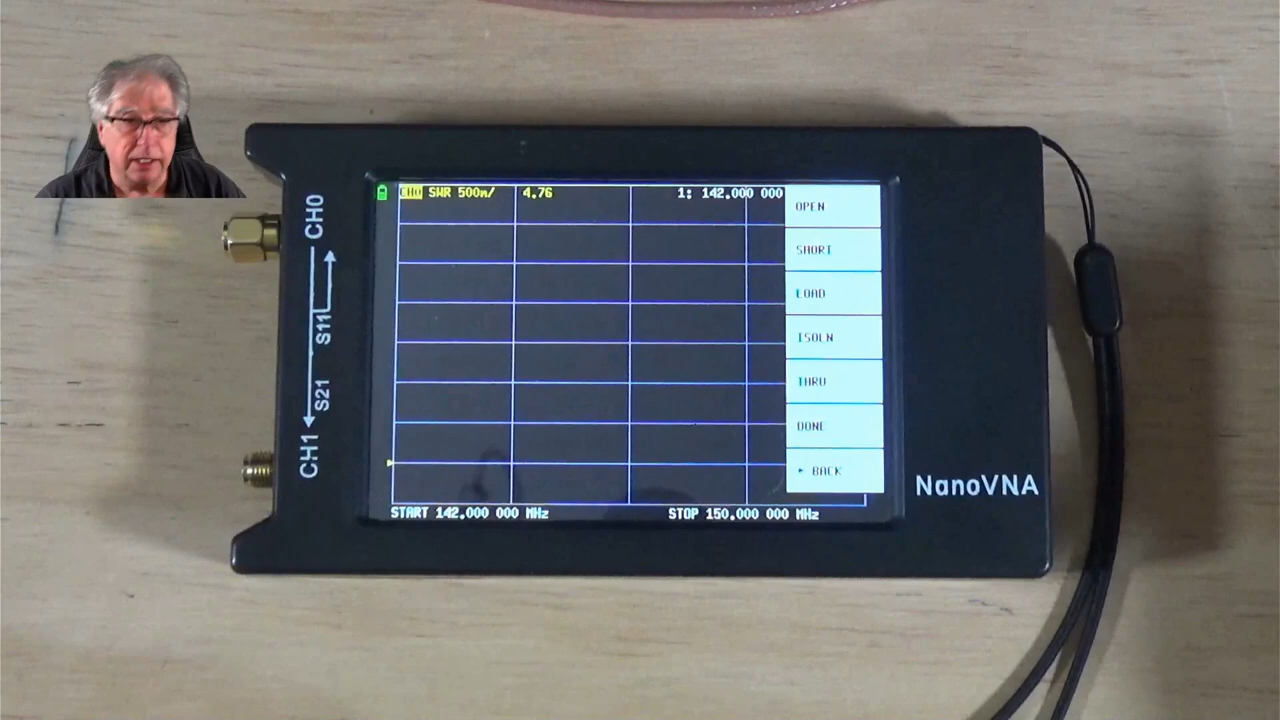 CH0 SWR 500m/ 4.76 1: 142.000 000
OPEN
SHORT
LOAD
ISOLN
THRU
DONE
BACK
START 142.000 000 MHz STOP 150.000 000 MHz
CH0
S11
S21
CH1
NanoVNA